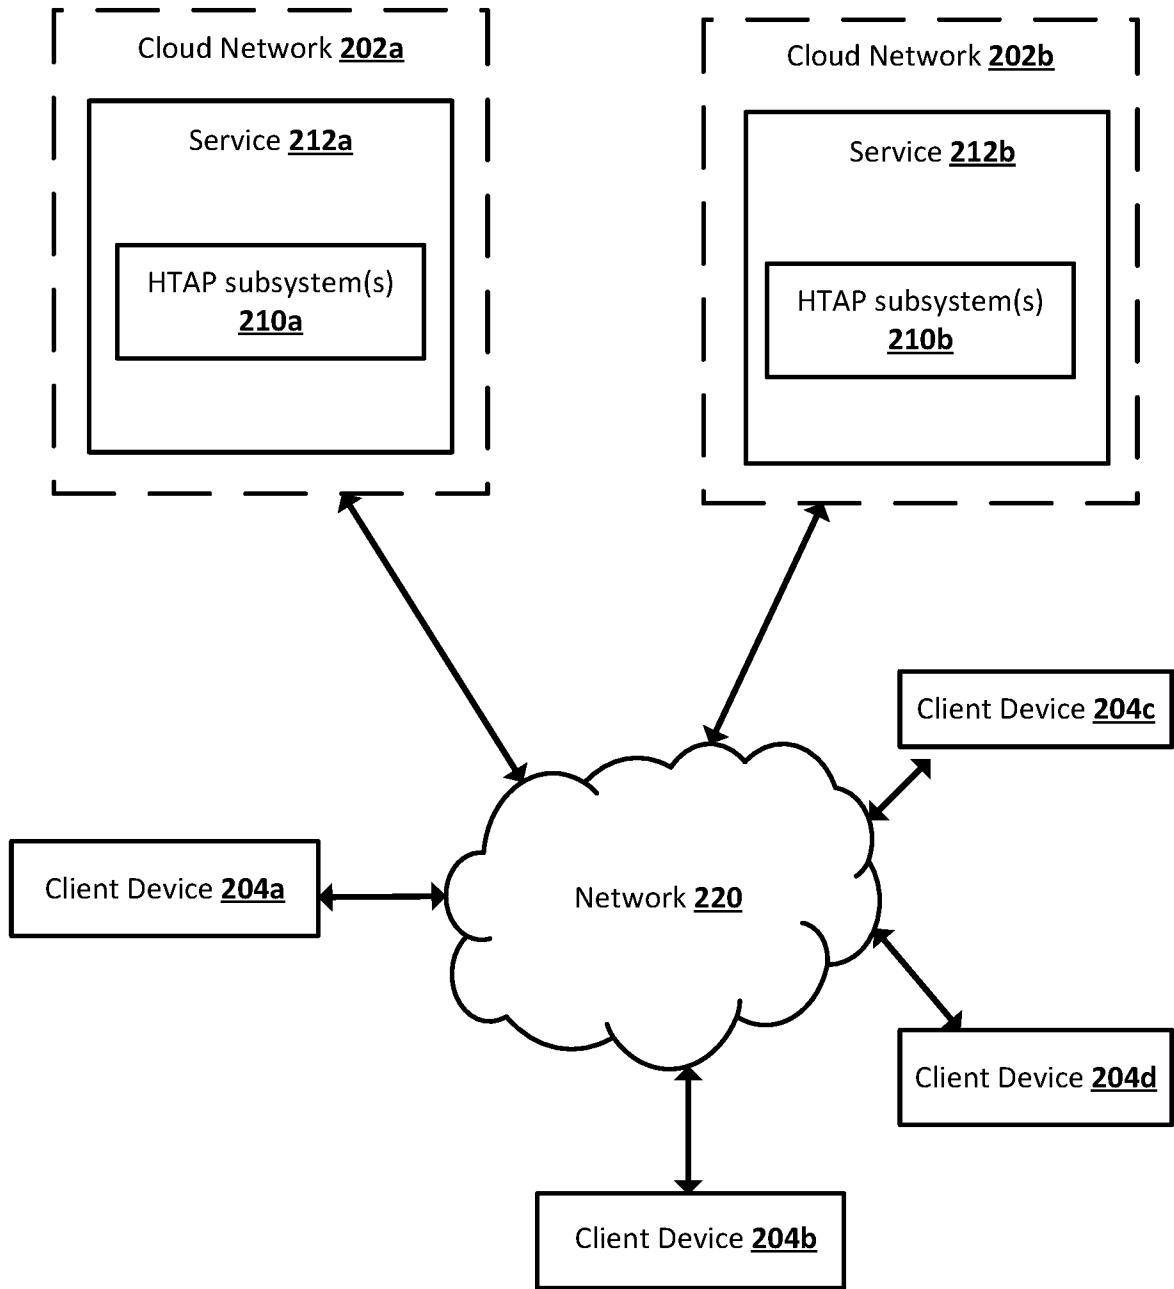 Cloud Network 202a
Service 212a
HTAP subsystem(s)
210a
Cloud Network 202b
Service 212b
HTAP subsystem(s)
210b
Client Device 204c
Client Device 204a
Network 220
Client Device 204d
Client Device 204b